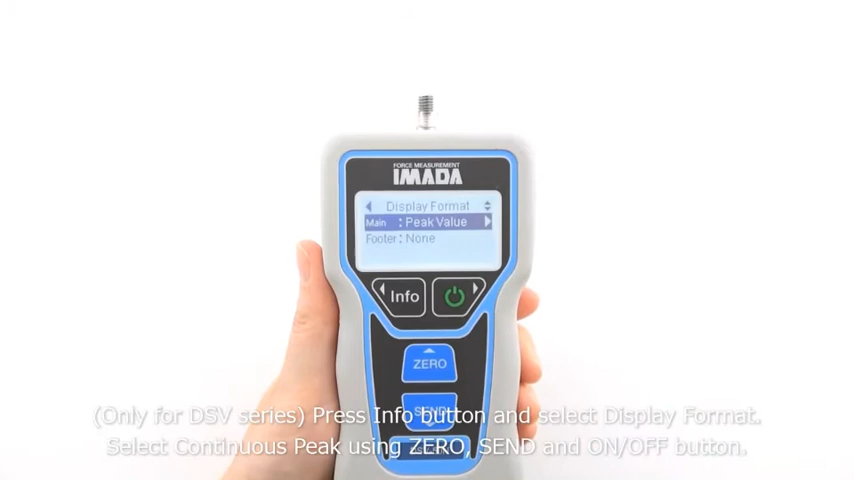 FORCE MEASUREMENT
IMADA
Display Format
Main : Peak Value
Footer : None
Info
ZERO
SEND
(Only for DSV series) Press Info button and select Display Format.
Select Continuous Peak using ZERO, SEND and ON/OFF button.